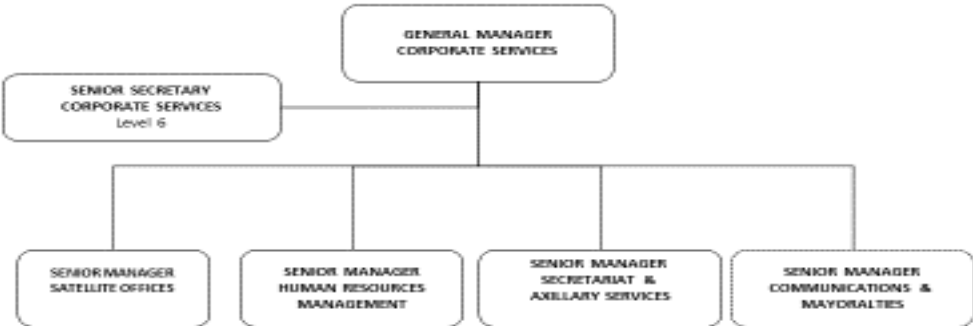 GENERAL MANAGER
CORPORATE SERVICES
SENIOR SECRETARY
CORPORATE SERVICES
Level 6
SENIOR MANAGER
SATELLITE OFFICES
SENIOR MANAGER
HUMAN RESOURCES
MANAGEMENT
SENIOR MANAGER
SECRETARIAT &
AXILLARY SERVICES
SENIOR MANAGER
COMMUNICATIONS &
MAYORALTIES